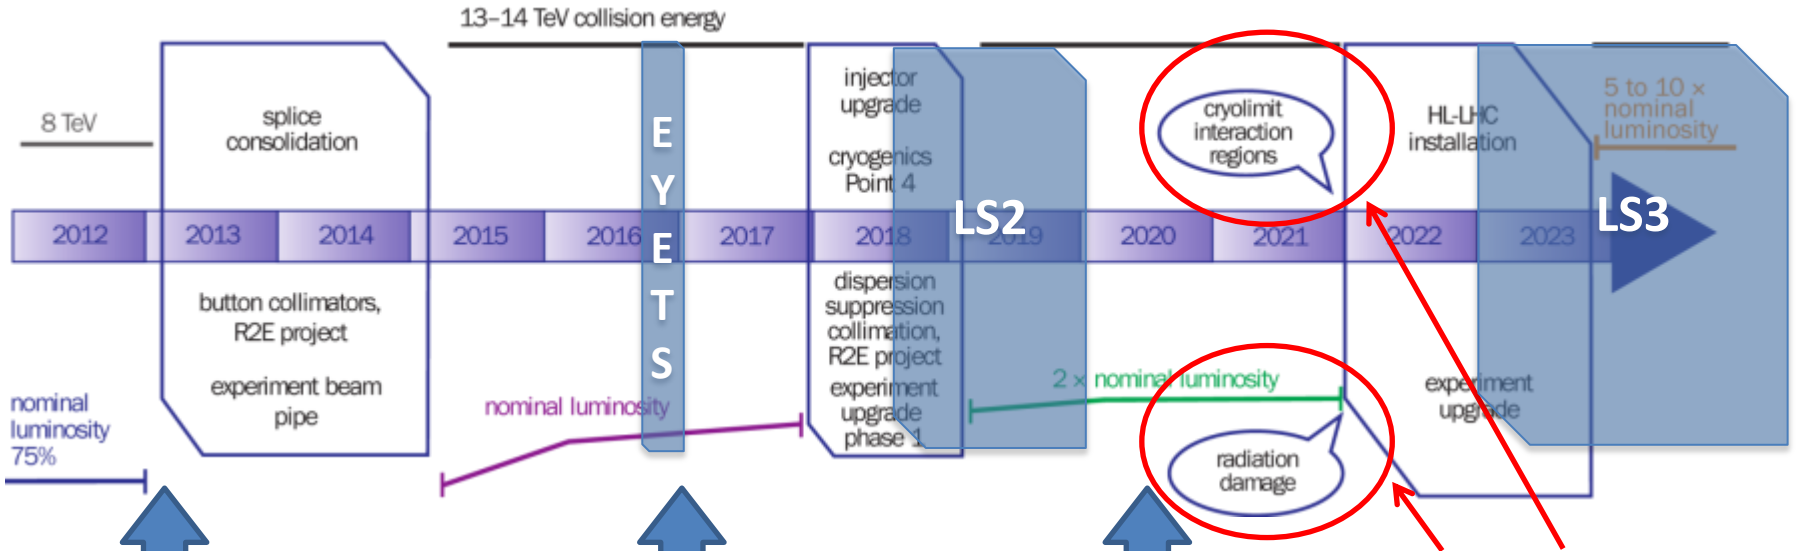 13–14 TeV collision energy
8 TeV
splice
consolidation
injector
upgrade
cryogenics
Point 4
cryolimit
interaction
regions
HL-LHC
installation
5 to 10 ×
nominal
luminosity
E
Y
E
T
S
LS2
LS3
2012
2013
2014
2015
2016
2017
2018
2019
2020
2021
2022
2023
button collimators,
R2E project
experiment beam
pipe
dispersion
suppression
collimation,
R2E project
experiment
upgrade
phase 1
nominal
luminosity
75%
nominal luminosity
2 × nominal luminosity
radiation
damage
experiment
upgrade